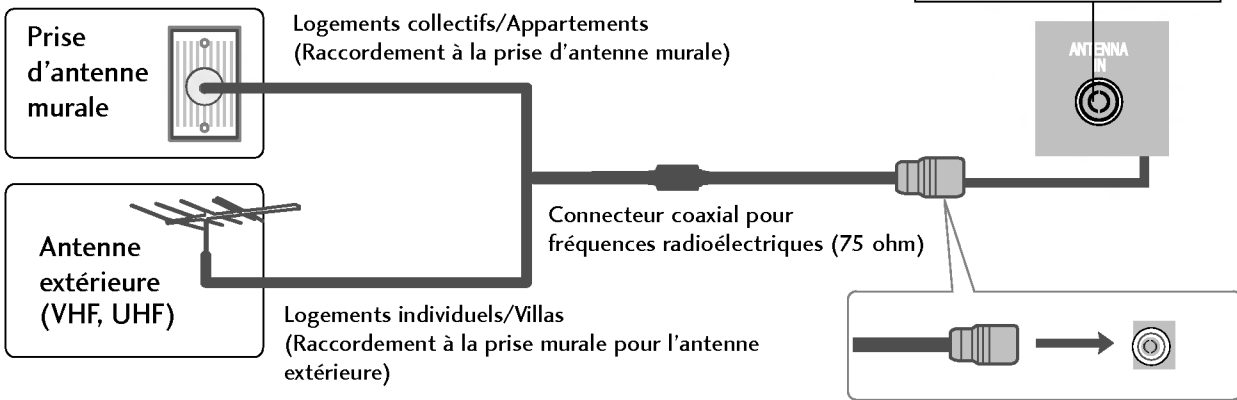 Prise
d'antenne
murale
Logements collectifs/Appartements
(Raccordement à la prise d'antenne murale)
ANTENNA
IN
Antenne
extérieure
(VHF, UHF)
Connecteur coaxial pour
fréquences radioélectriques (75 ohm)
Logements individuels/Villas
(Raccordement à la prise murale pour l'antenne
extérieure)